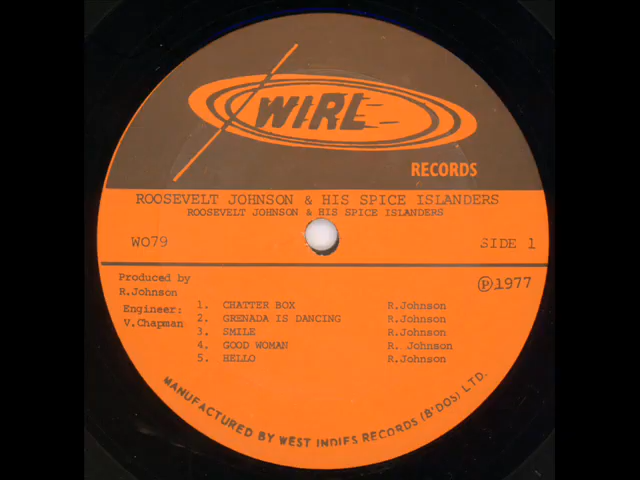 WIRL
RECORDS
ROOSEVELT JOHNSON & HIS SPICE ISLANDERS
ROOSEVELT JOHNSON & HIS SPICE ISLANDERS
WO79
SIDE 1
Produced by
R.Johnson
Engineer:
V.Chapman
Ⓟ1977
1. CHATTER BOX R.Johnson
2. GRENADA IS DANCING R.Johnson
3. SMILE R.Johnson
4. GOOD WOMAN R. Johnson
5. HELLO R.Johnson
MANUFACTURED BY WEST INDIES RECORDS (B'DOS) LTD.